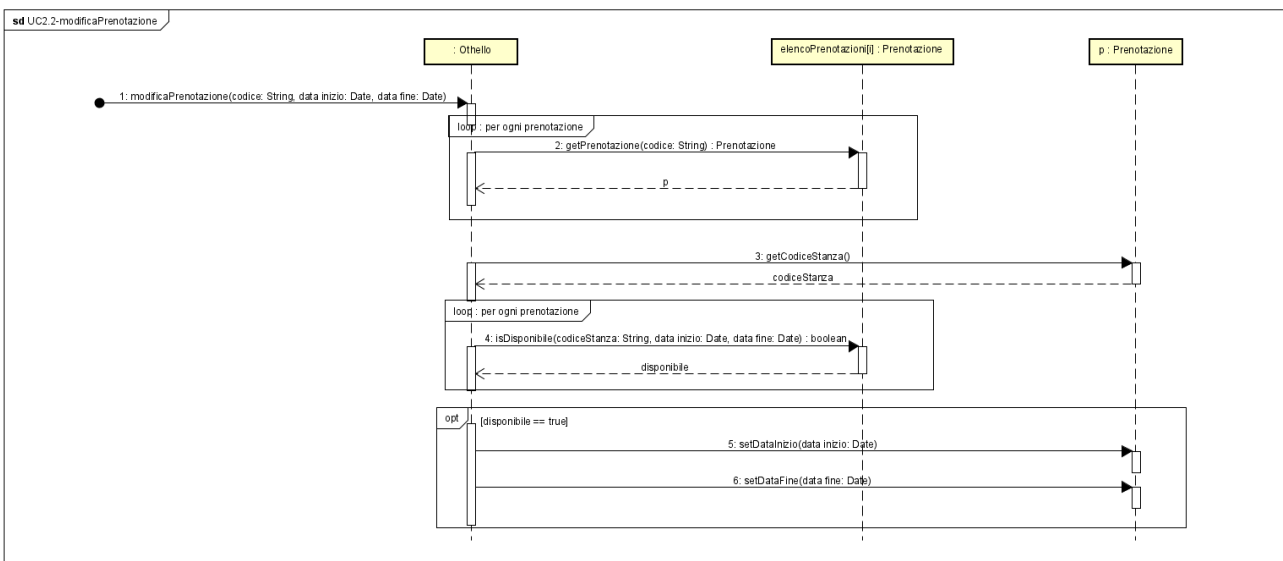 sd UC2.2-modificaPrenotazione
: Othello
elencoPrenotazioni[i] : Prenotazione
p : Prenotazione
1: modificaPrenotazione(codice: String, data inizio: Date, data fine: Date)
loop : per ogni prenotazione
2: getPrenotazione(codice: String) : Prenotazione
p
3: getCodiceStanza()
codiceStanza
loop : per ogni prenotazione
4: isDisponibile(codiceStanza: String, data inizio: Date, data fine: Date) : boolean
disponibile
opt
[disponibile == true]
5: setDataInizio(data inizio: Date)
6: setDataFine(data fine: Date)